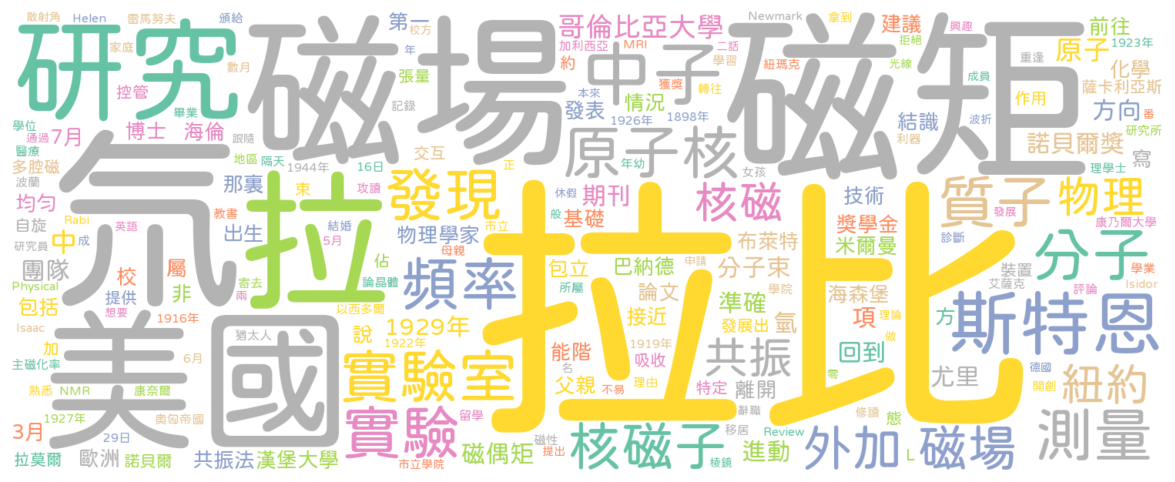 散射角 Helen 雷馬努夫 頒給 第一 校方 哥倫比亞大學 Newmark 拿到 建議 興趣 前往
研究 磁場 磁矩
家庭 年 加利西亞 MRI 二話 拒絕 原子 1923年
數月 張量 約 中子 學習 紐瑪克 光線 重逢 化學
控管 獲獎 轉往 成員 薩卡利亞斯
畢業 記錄 本來 發表 情況 作用 方向
學位 7月 博士 海倫 跟隨 1926年 1898年 結識 波折 番
通過 利器 諾貝爾獎 研究所
醫療 地區 隔天 交互 原子核 女孩 寫
多腔磁 1944年 16日 正 年幼 理學士
波蘭 氘 那裏 束 攻讀 發現 休假 期刊 核磁 技術 質子 物理
均勻 拉 般 拉比
自旋 Rabi 教書 結婚 市立 基礎 獎學金 發展 康乃爾大學
研究員 中 成 出生 英語 5月 物理學家 母親 布萊特 米爾曼 診斷 分子
團隊 校 屬 佔 包立 巴納德 申請 裝置 學業
Physical 提供 非 寄去 論晶體 頻率 所屬 分子束 學院 海森堡 艾薩克 評論 Isidor
包括 想要 兩 論文 準確 斯特恩
1916年 以西多爾 1929年 接近 發展出 氫 項 理論 方
Isaac 美國 猶太人 說 1922年 1919年
加 6月 實驗室 能階 吸收 共振 做 回到 德國
主磁化率 名 尤里 開創
熟悉 NMR 康奈爾 父親 理由 不易 特定 離開 零 態 紐約
1927年 奧匈帝國 實驗 留學 辭職 修讀 測量
3月 29日 磁性 移居 Review
拉莫爾 歐洲 諾貝爾 共振法 漢堡大學 市立學院 磁偶矩 提出 核磁子 稜鏡 進動 外加 L 磁場